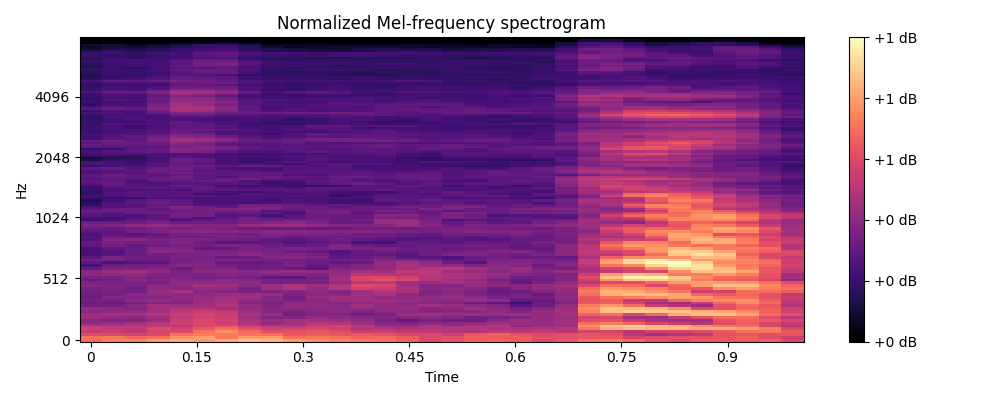 Normalized Mel-frequency spectrogram
Hz
4096
2048
1024
512
0
0 0.15 0.3 0.45 0.6 0.75 0.9
Time
+1 dB
+1 dB
+1 dB
+0 dB
+0 dB
+0 dB